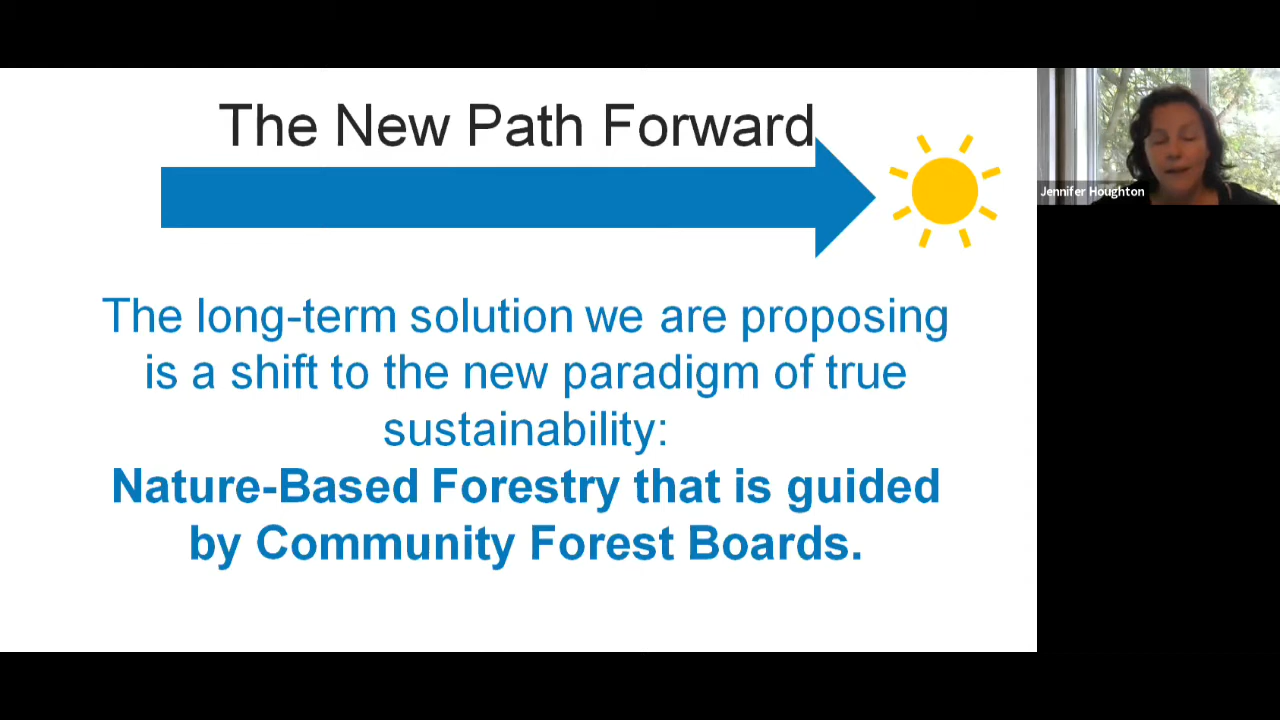 The New Path Forward
Jennifer Houghton
The long-term solution we are proposing
is a shift to the new paradigm of true
sustainability:
Nature-Based Forestry that is guided
by Community Forest Boards.